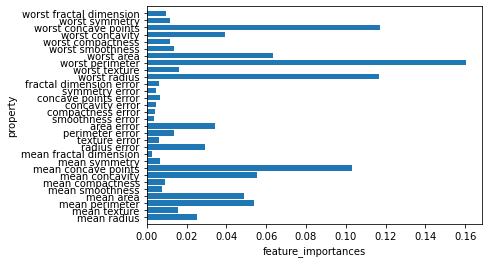 worst fractal dimension
worst symmetry
worst concave points
worst concavity
worst compactness
worst smoothness
worst area
worst perimeter
worst texture
worst radius
fractal dimension error
symmetry error
concave points error
concavity error
compactness error
smoothness error
area error
perimeter error
texture error
radius error
mean fractal dimension
mean symmetry
mean concave points
mean concavity
mean compactness
mean smoothness
mean area
mean perimeter
mean texture
mean radius
property
0.00 0.02 0.04 0.06 0.08 0.10 0.12 0.14 0.16
feature_importances